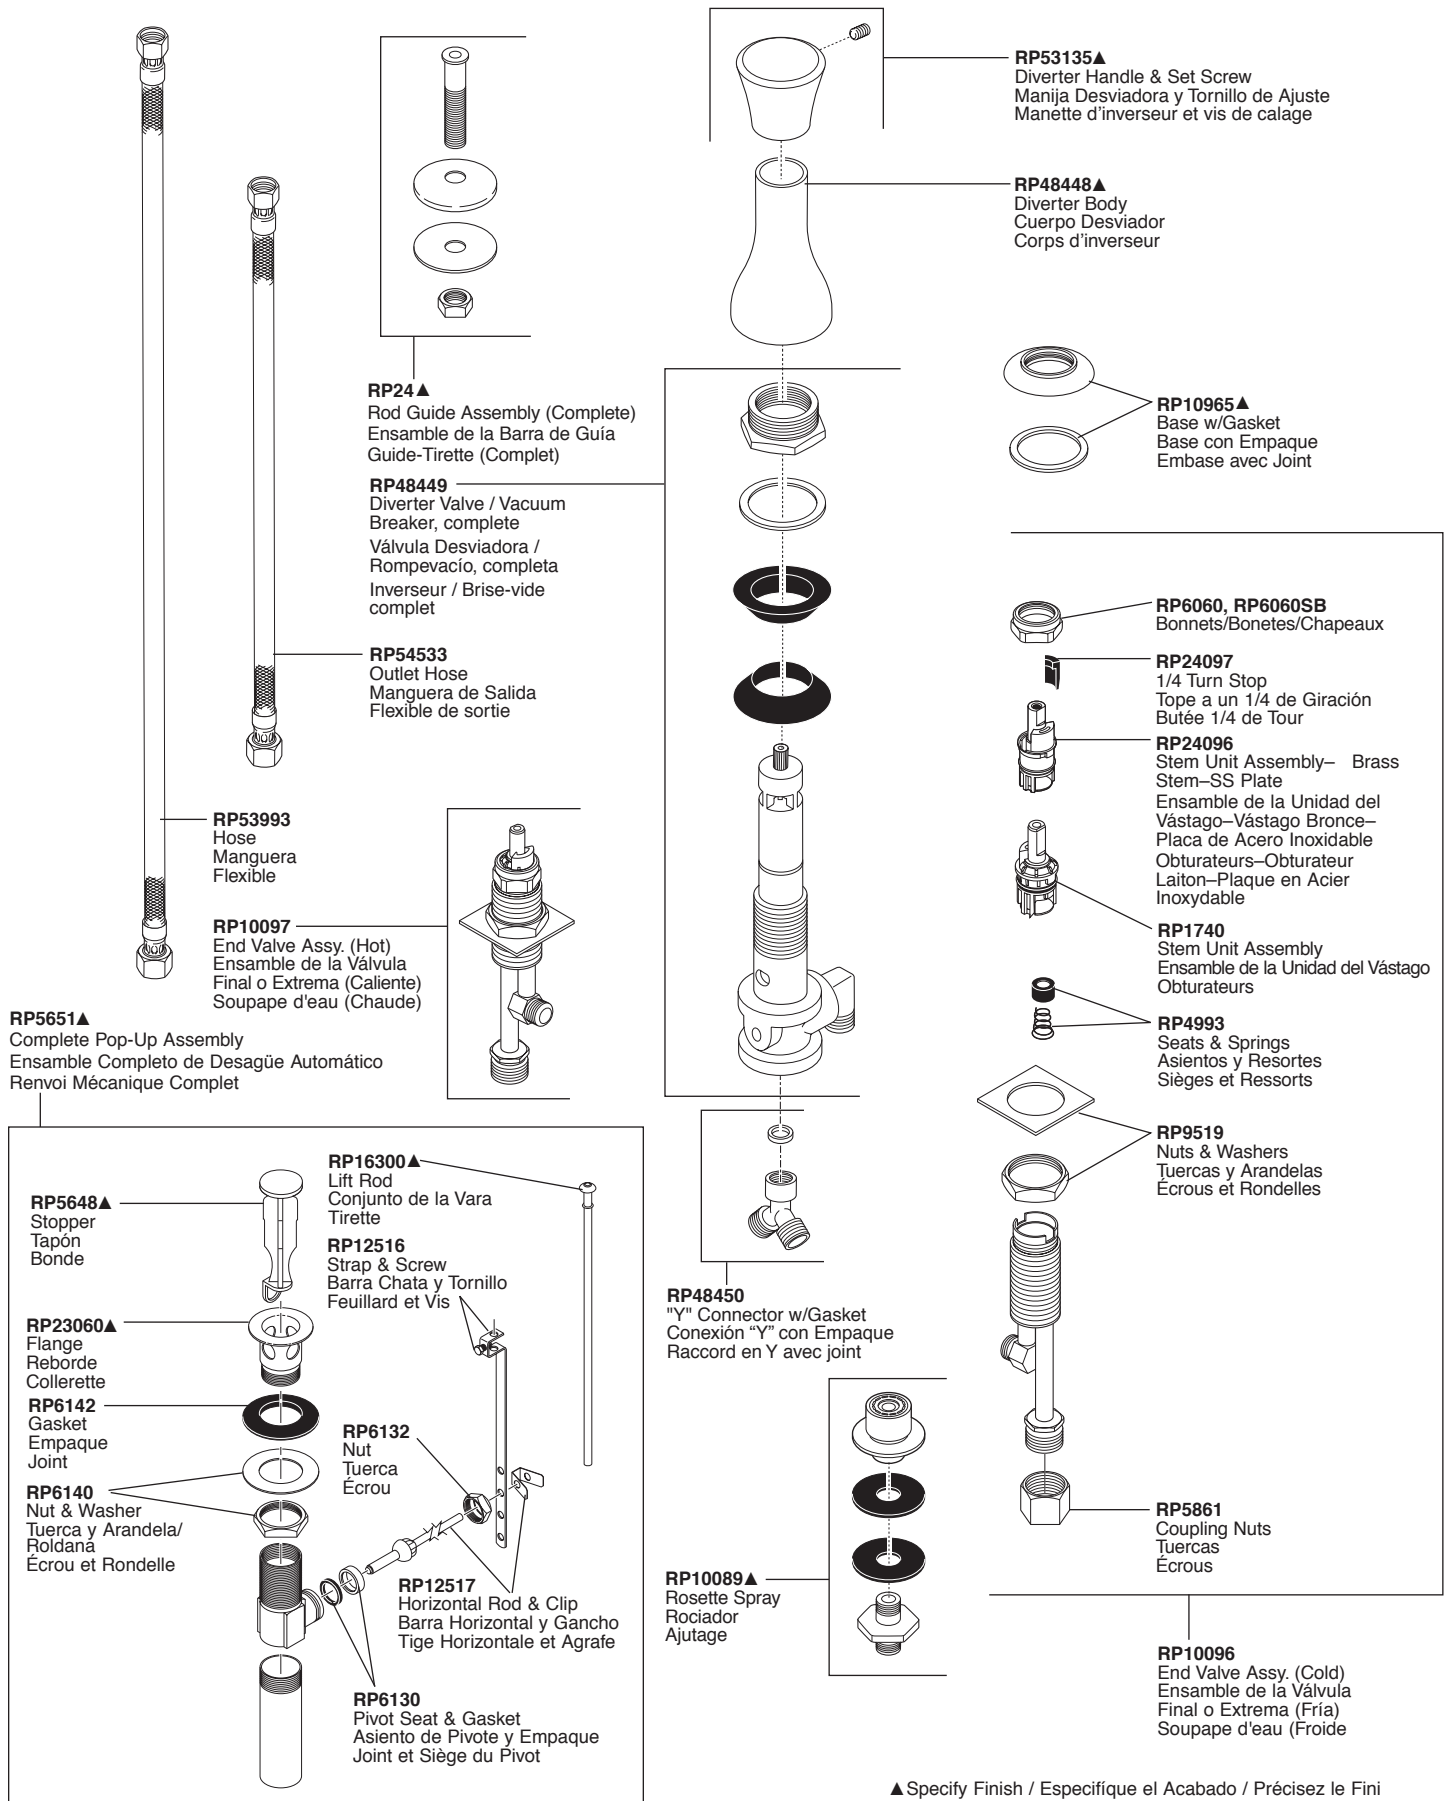 RP53135▲
Diverter Handle & Set Screw
Manija Desviadora y Tornillo de Ajuste
Manette d'inverseur et vis de calage
RP48448▲
Diverter Body
Cuerpo Desviador
Corps d'inverseur
RP24▲
Rod Guide Assembly (Complete)
Ensamble de la Barra de Guía
Guide-Tirette (Complet)
RP10965▲
Base w/Gasket
Base con Empaque
Embase avec Joint
RP48449
Diverter Valve / Vacuum
Breaker, complete
Válvula Desviadora /
Rompevacío, completa
Inverseur / Brise-vide
complet
RP54533
Outlet Hose
Manguera de Salida
Flexible de sortie
RP6060, RP6060SB
Bonnets/Bonetes/Chapeaux
RP24097
1/4 Turn Stop
Tope a un 1/4 de Giración
Butée 1/4 de Tour
RP24096
Stem Unit Assembly– Brass
Stem–SS Plate
Ensamble de la Unidad del
Vástago–Vástago Bronce–
Placa de Acero Inoxidable
Obturateurs–Obturateur
Laiton–Plaque en Acier
Inoxydable
RP53993
Hose
Manguera
Flexible
RP10097
End Valve Assy. (Hot)
Ensamble de la Válvula
Final o Extrema (Caliente)
Soupape d'eau (Chaude)
RP1740
Stem Unit Assembly
Ensamble de la Unidad del Vástago
Obturateurs
RP4993
Seats & Springs
Asientos y Resortes
Sièges et Ressorts
RP5651▲
Complete Pop-Up Assembly
Ensamble Completo de Desagüe Automático
Renvoi Mécanique Complet
RP9519
Nuts & Washers
Tuercas y Arandelas
Écrous et Rondelles
RP16300▲
Lift Rod
Conjunto de la Vara
Tirette
RP5648▲
Stopper
Tapón
Bonde
RP12516
Strap & Screw
Barra Chata y Tornillo
Feuillard et Vis
RP48450
"Y" Connector w/Gasket
Conexión “Y” con Empaque
Raccord en Y avec joint
RP23060▲
Flange
Reborde
Collerette
RP6142
Gasket
Empaque
Joint
RP6132
Nut
Tuerca
Écrou
RP6140
Nut & Washer
Tuerca y Arandela/
Roldana
Écrou et Rondelle
RP5861
Coupling Nuts
Tuercas
Écrous
RP12517
Horizontal Rod & Clip
Barra Horizontal y Gancho
Tige Horizontale et Agrafe
RP10089▲
Rosette Spray
Rociador
Ajutage
RP6130
Pivot Seat & Gasket
Asiento de Pivote y Empaque
Joint et Siège du Pivot
RP10096
End Valve Assy. (Cold)
Ensamble de la Válvula
Final o Extrema (Fría)
Soupape d'eau (Froide
▲Specify Finish / Especifíque el Acabado / Précisez le Fini